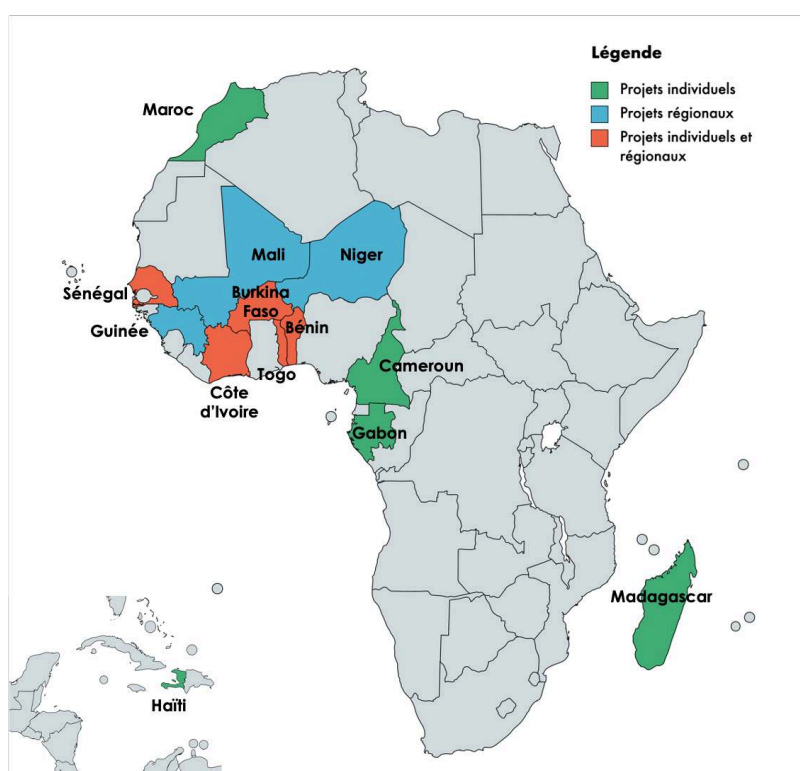 Légende
Projets individuels
Projets régionaux
Projets individuels et
régionaux
Maroc
Mali
Niger
Sénégal
Burkina
Faso
Guinée
Bénin
Togo
Côte
d'Ivoire
Cameroun
Gabon
Madagascar
Haïti